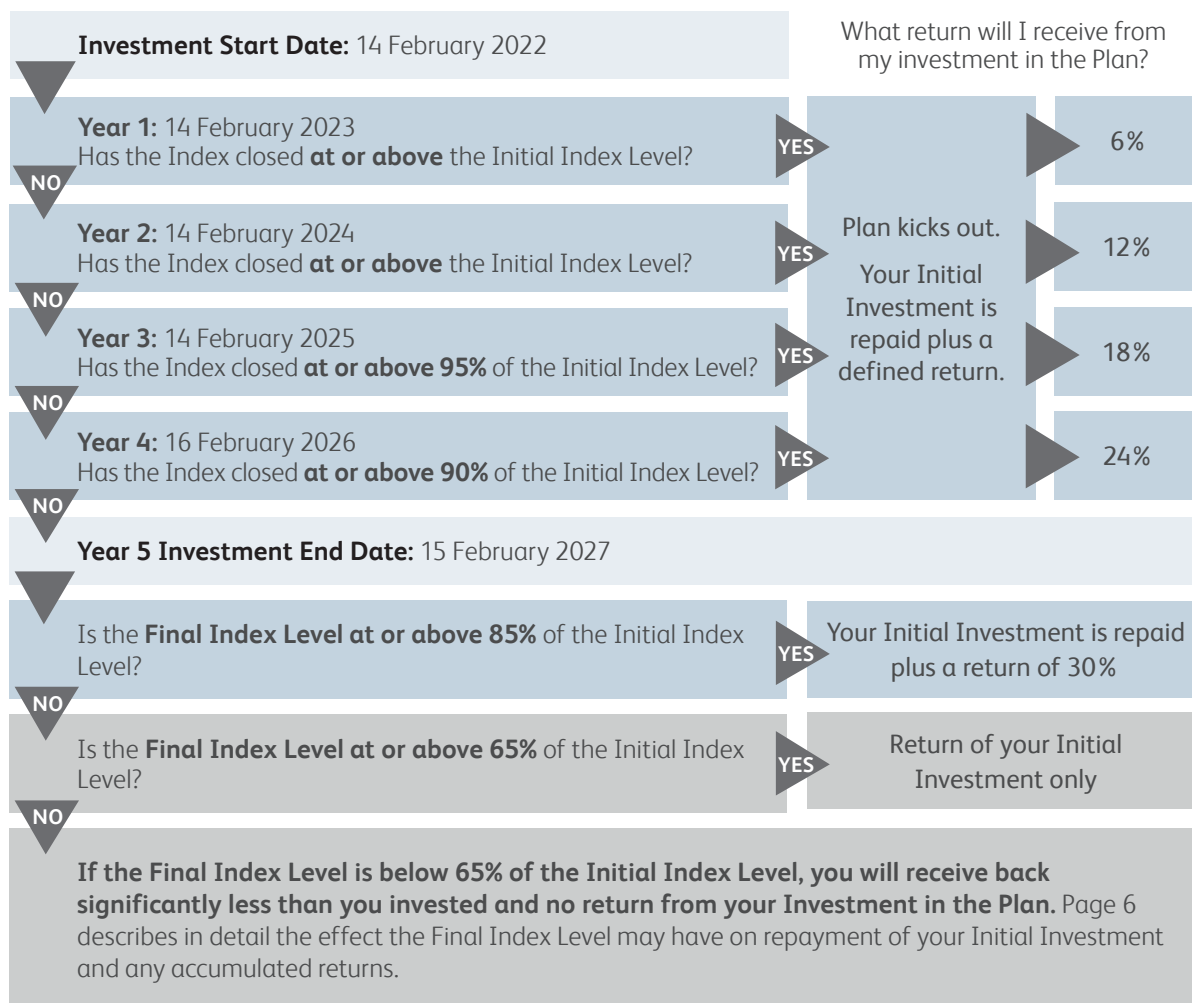 Investment Start Date: 14 February 2022
What return will I receive from
my investment in the Plan?
Year 1: 14 February 2023
Has the Index closed at or above the Initial Index Level?
YES
6%
NO
Year 2: 14 February 2024
Has the Index closed at or above the Initial Index Level?
YES
12%
NO
Year 3: 14 February 2025
Has the Index closed at or above 95% of the Initial Index Level?
YES
18%
NO
Year 4: 16 February 2026
Has the Index closed at or above 90% of the Initial Index Level?
YES
24%
Plan kicks out.
Your Initial
Investment is
repaid plus a
defined return.
NO
Year 5 Investment End Date: 15 February 2027
Is the Final Index Level at or above 85% of the Initial Index
Level?
YES
Your Initial Investment is repaid
plus a return of 30%
NO
Is the Final Index Level at or above 65% of the Initial Index
Level?
YES
Return of your Initial
Investment only
NO
If the Final Index Level is below 65% of the Initial Index Level, you will receive back
significantly less than you invested and no return from your Investment in the Plan. Page 6
describes in detail the effect the Final Index Level may have on repayment of your Initial Investment
and any accumulated returns.